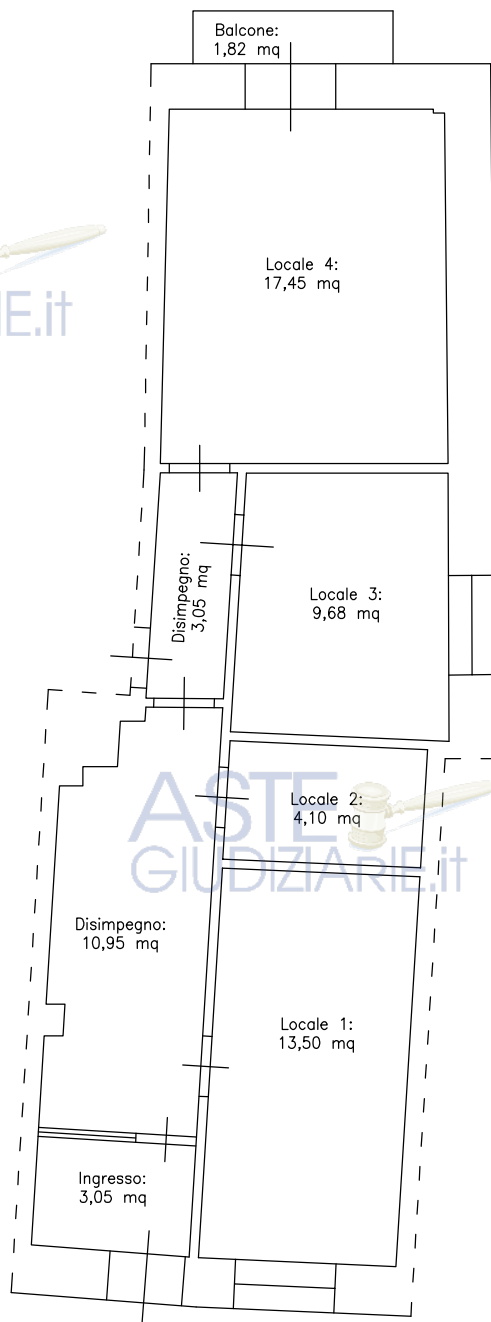 Balcone:
1,82 mq
Locale 4:
17,45 mq
IE.it
Disimpegno:
3,05 mq
Locale 3:
9,68 mq
Locale 2:
4,10 mq
ASTE
GIUDIZIARIE.it
Disimpegno:
10,95 mq
Locale 1:
13,50 mq
Ingresso:
3,05 mq